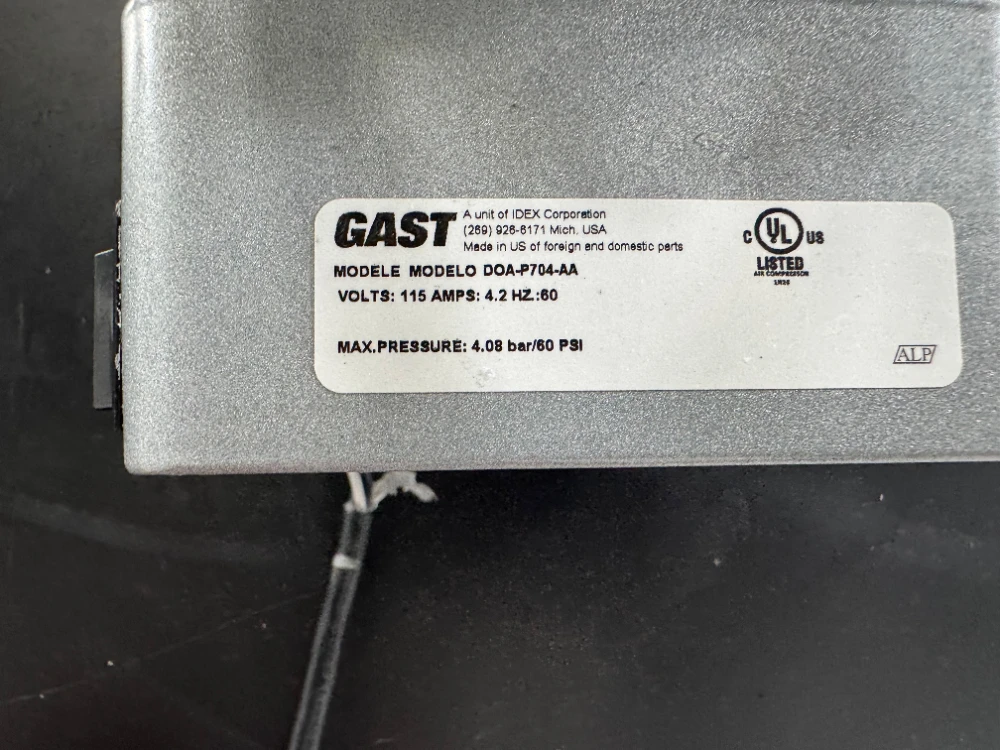 GAST
A unit of IDEX Corporation
(269) 926-6171 Mich. USA
Made in US of foreign and domestic parts
MODELE MODELO DOA-P704-AA
VOLTS: 115 AMPS: 4.2 HZ.:60
MAX.PRESSURE: 4.08 bar/60 PSI
C UL US
LISTED
AIR COMPRESSOR
ALP